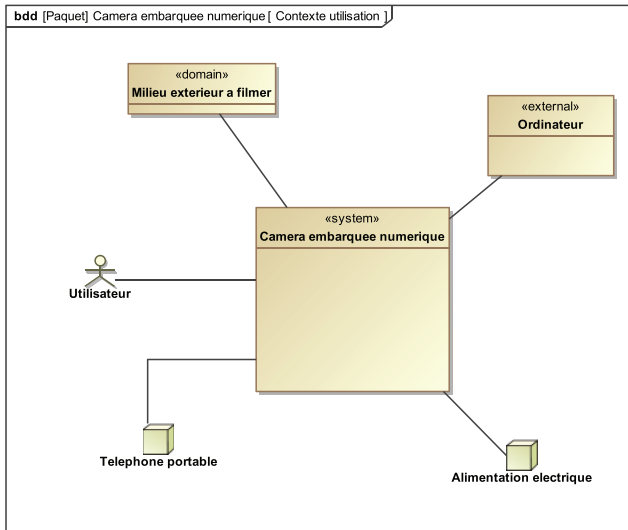 bdd [Paquet] Camera embarquee numerique [ Contexte utilisation ]
«domain»
Milieu exterieur a filmer
«external»
Ordinateur
«system»
Camera embarquee numerique
Utilisateur
Telephone portable
Alimentation electrique